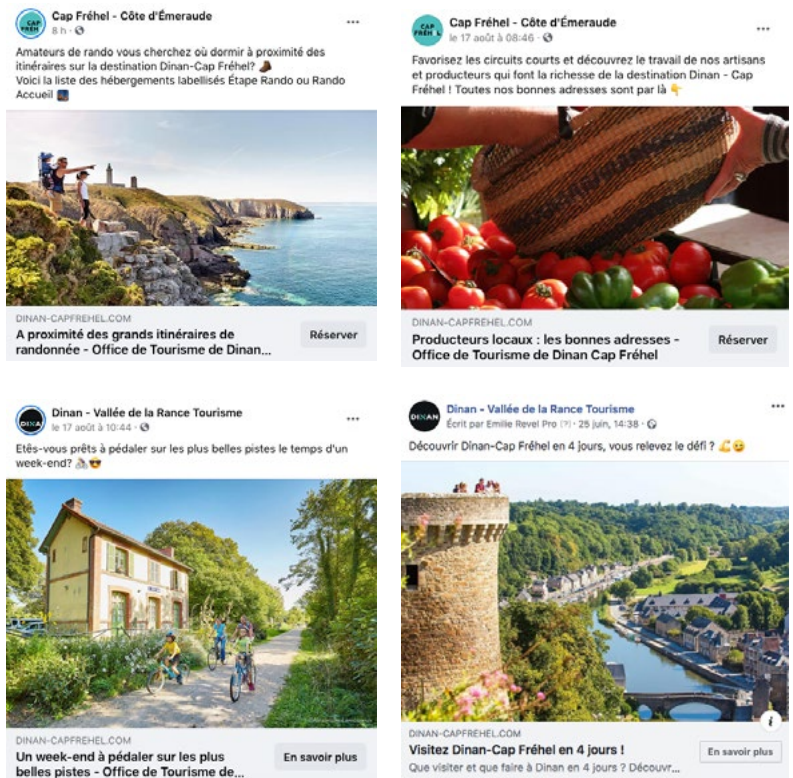 Cap Fréhel - Côte d'Émeraude
8 h ·
Amateurs de rando vous cherchez où dormir à proximité des
itinéraires sur la destination Dinan-Cap Fréhel? 🥾
Voici la liste des hébergements labellisés Étape Rando ou Rando
Accueil
DINAN-CAPFREHEL.COM
A proximité des grands itinéraires de
randonnée - Office de Tourisme de Dinan...
Réserver
CAP
FRÉHEL
Cap Fréhel - Côte d'Émeraude
le 17 août à 08:46 ·
Favorisez les circuits courts et découvrez le travail de nos artisans
et producteurs qui font la richesse de la destination Dinan - Cap
Fréhel ! Toutes nos bonnes adresses sont par là 👇
DINAN-CAPFREHEL.COM
Producteurs locaux : les bonnes adresses -
Office de Tourisme de Dinan Cap Fréhel
Réserver
Dinan - Vallée de la Rance Tourisme
le 17 août à 10:44 ·
Etês-vous prêts à pédaler sur les plus belles pistes le temps d'un
week-end? 🚴😎
DINAN-CAPFREHEL.COM
Un week-end à pédaler sur les plus
belles pistes - Office de Tourisme de...
En savoir plus
DINAN
Dinan - Vallée de la Rance Tourisme
Écrit par Emilie Revel Pro [?] · 25 juin, 14:38 ·
Découvrir Dinan-Cap Fréhel en 4 jours, vous relevez le défi ? 💪😉
DINAN-CAPFREHEL.COM
Visitez Dinan-Cap Fréhel en 4 jours !
Que visiter et que faire à Dinan en 4 jours ? Découvr...
En savoir plus